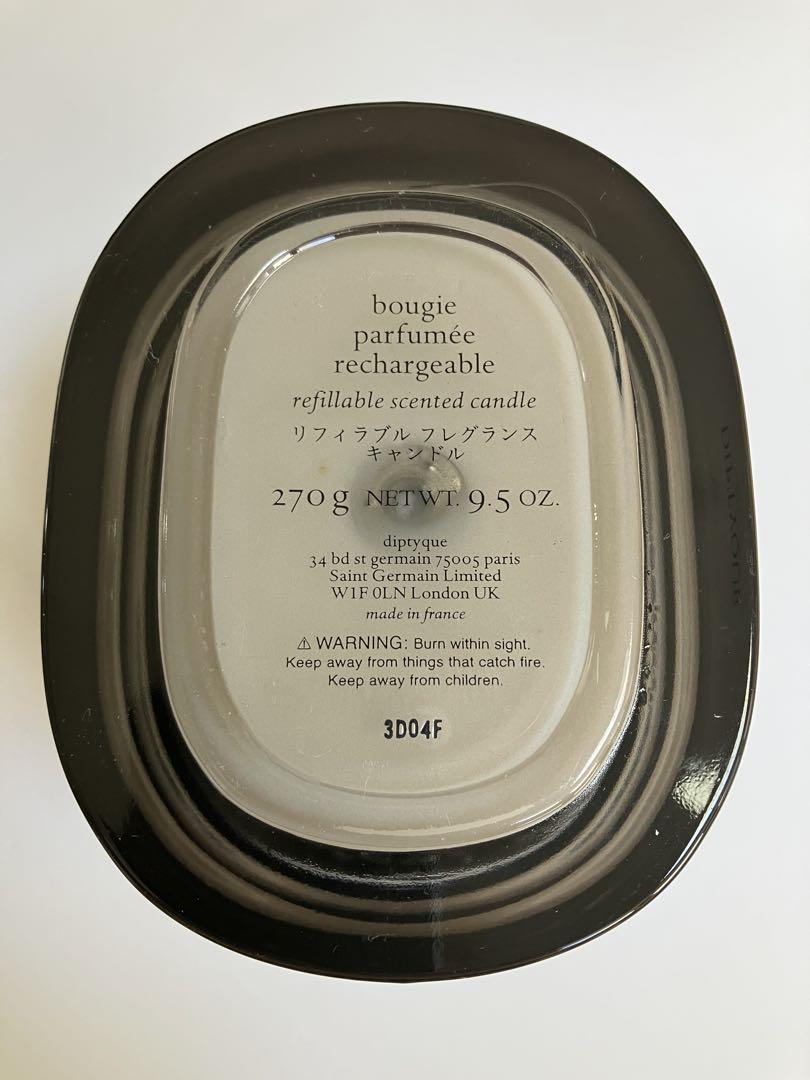 bougie
parfumée
rechargeable
refillable scented candle
リフィラブル フレグランス
キャンドル
270 g NET WT. 9.5 OZ.
diptyque
34 bd st germain 75005 paris
Saint Germain Limited
W1F 0LN London UK
made in france
⚠ WARNING: Burn within sight.
Keep away from things that catch fire.
Keep away from children.
3D04F